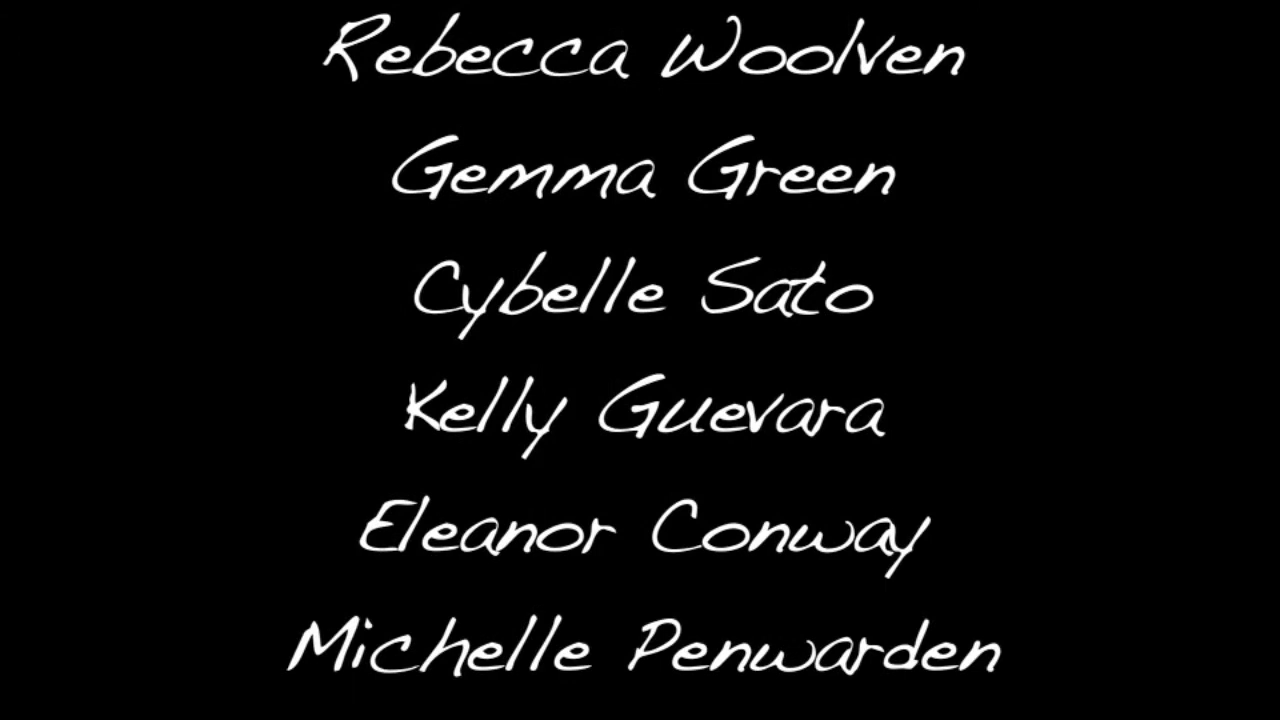 Rebecca Woolven
Gemma Green
Cybelle Sato
Kelly Guevara
Eleanor Conway
Michelle Penwarden